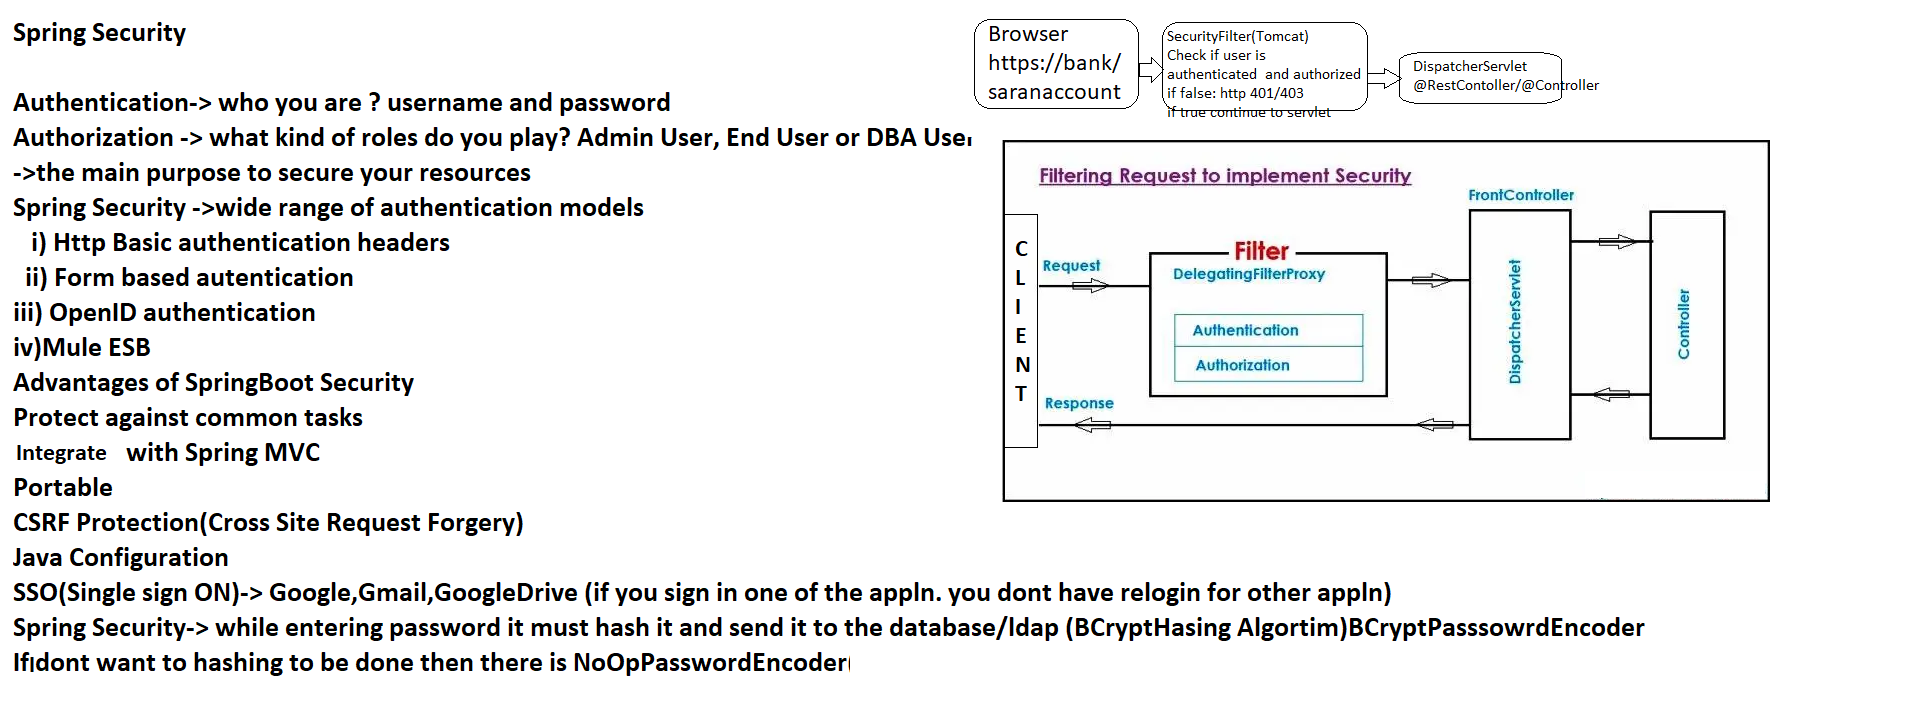 Spring Security
Authentication-> who you are ? username and password
Authorization -> what kind of roles do you play? Admin User, End User or DBA User
->the main purpose to secure your resources
Spring Security ->wide range of authentication models
i) Http Basic authentication headers
ii) Form based autentication
iii) OpenID authentication
iv)Mule ESB
Advantages of SpringBoot Security
Protect against common tasks
Integrate with Spring MVC
Portable
CSRF Protection(Cross Site Request Forgery)
Java Configuration
SSO(Single sign ON)-> Google,Gmail,GoogleDrive (if you sign in one of the appln. you dont have relogin for other appln)
Spring Security-> while entering password it must hash it and send it to the database/ldap (BCryptHasing Algortim)BCryptPasssowrdEncoder
If dont want to hashing to be done then there is NoOpPasswordEncoder(
Browser
https://bank/
saranaccount
SecurityFilter(Tomcat)
Check if user is
authenticated and authorized
if false: http 401/403
if true continue to servlet
DispatcherServlet
@RestContoller/@Controller
Filtering Request to implement Security
CLIENT
Request
Response
Filter
DelegatingFilterProxy
Authentication
Authorization
FrontController
DispatcherServlet
Controller